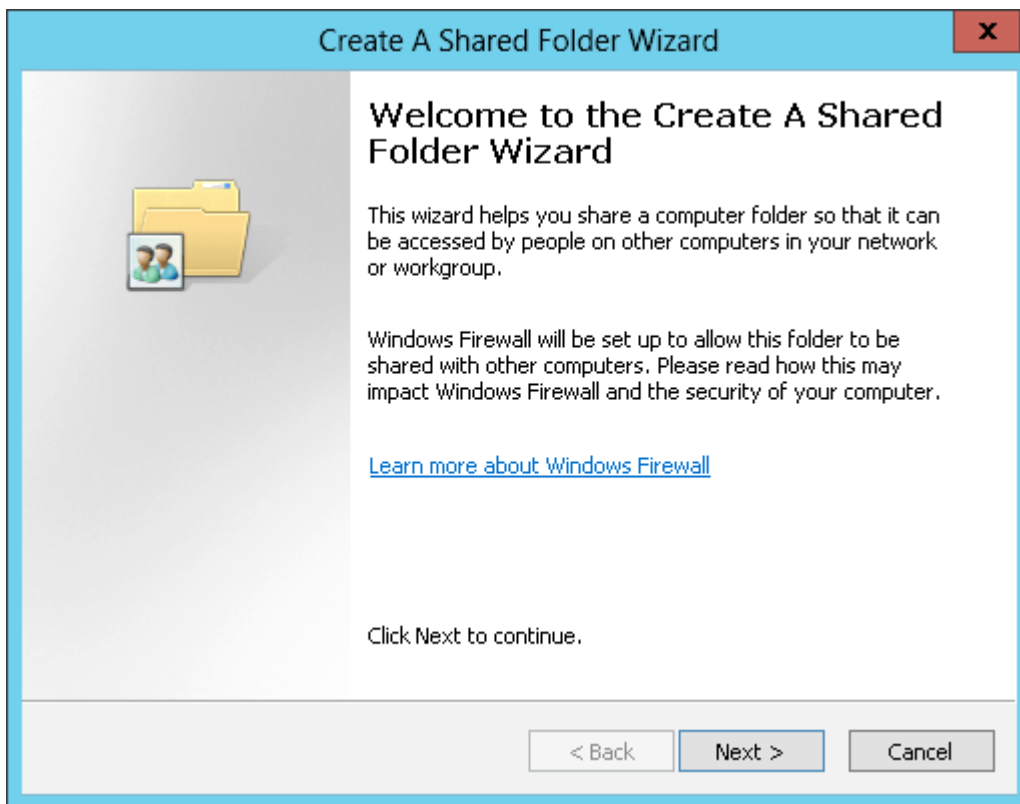 Create A Shared Folder Wizard
x
Welcome to the Create A Shared
Folder Wizard
This wizard helps you share a computer folder so that it can
be accessed by people on other computers in your network
or workgroup.
Windows Firewall will be set up to allow this folder to be
shared with other computers. Please read how this may
impact Windows Firewall and the security of your computer.
Learn more about Windows Firewall
Click Next to continue.
< Back Next > Cancel